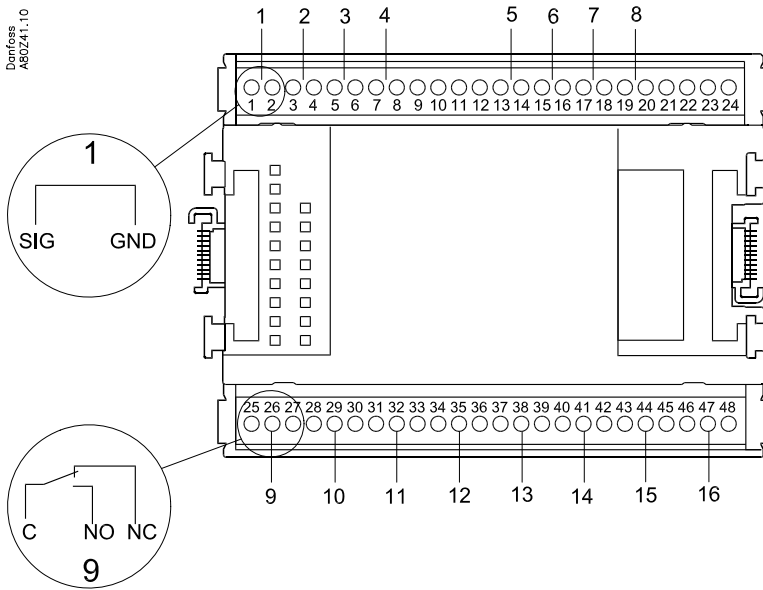 Danfoss
A80Z41.10
1 2 3 4 5 6 7 8
1 2 3 4 5 6 7 8 9 10 11 12 13 14 15 16 17 18 19 20 21 22 23 24
1
SIG GND
25 26 27 28 29 30 31 32 33 34 35 36 37 38 39 40 41 42 43 44 45 46 47 48
9 10 11 12 13 14 15 16
C NO NC
9